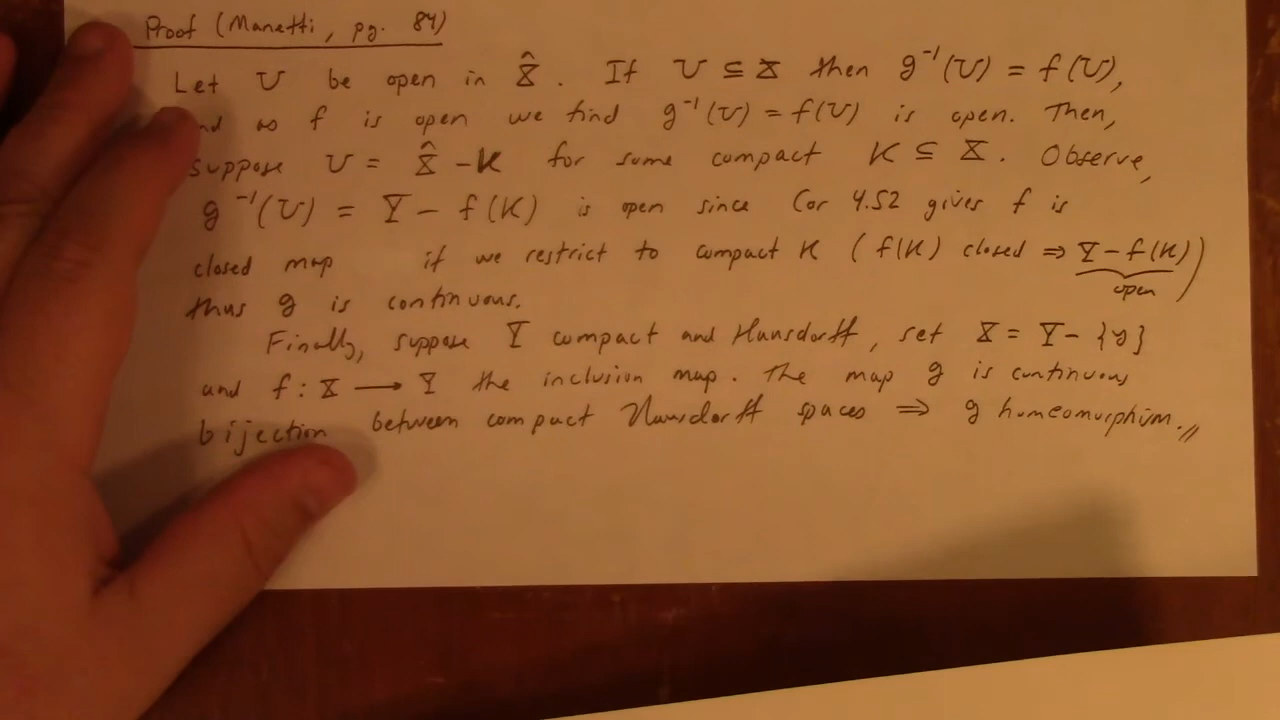 Proof (Manetti, pg. 84)
Let U be open in X̂. If U ⊆ X then g⁻¹(U) = f(U),
as f is open we find g⁻¹(U) = f(U) is open. Then,
suppose U = X̂ - K for some compact K ⊆ X. Observe,
g⁻¹(U) = Y - f(K) is open since Cor 4.52 gives f is
closed map if we restrict to compact K (f(K) closed ⇒ Y - f(K))
open
thus g is continuous.
Finally, suppose Y compact and Hausdorff, set X = Y - {y}
and f: X ⟶ Y the inclusion map. The map g is continuous
bijection between compact Hausdorff spaces ⇒ g homeomorphism.//